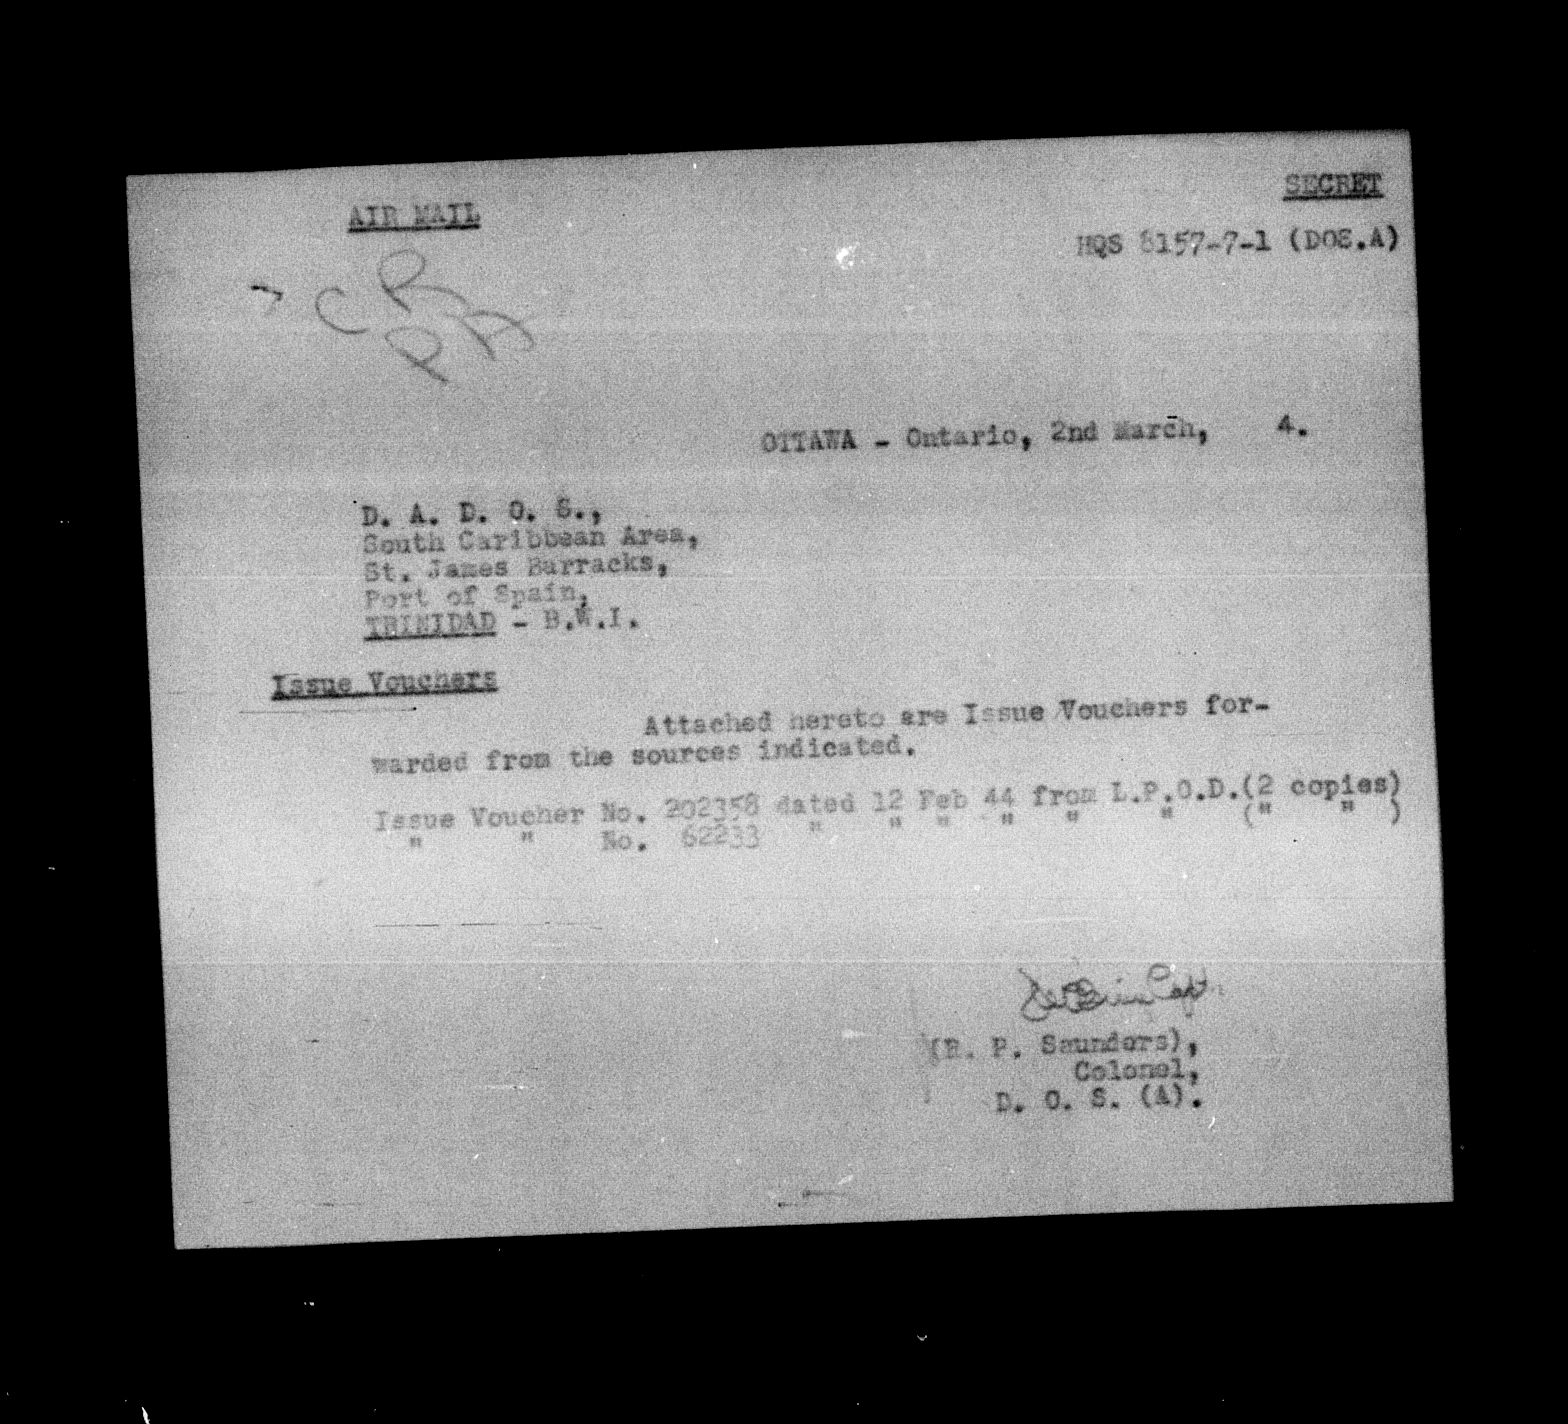 SECRET
AIR MAIL
HQS 8157-7-1 (DOS.A)
C R
P A
OTTAWA - Ontario, 2nd March, 4.
D. A. D. O. S.,
South Caribbean Area,
St. James Barracks,
Port of Spain,
TRINIDAD - B.W.I.
Issue Vouchers
Attached hereto are Issue Vouchers for-
warded from the sources indicated.
Issue Voucher No. 202358 dated 12 Feb 44 from L.P.O.D.(2 copies)
" " No. 62233 " " " " " " (" " )
Capt
P. Saunders),
Colonel,
D. O. S. (A).